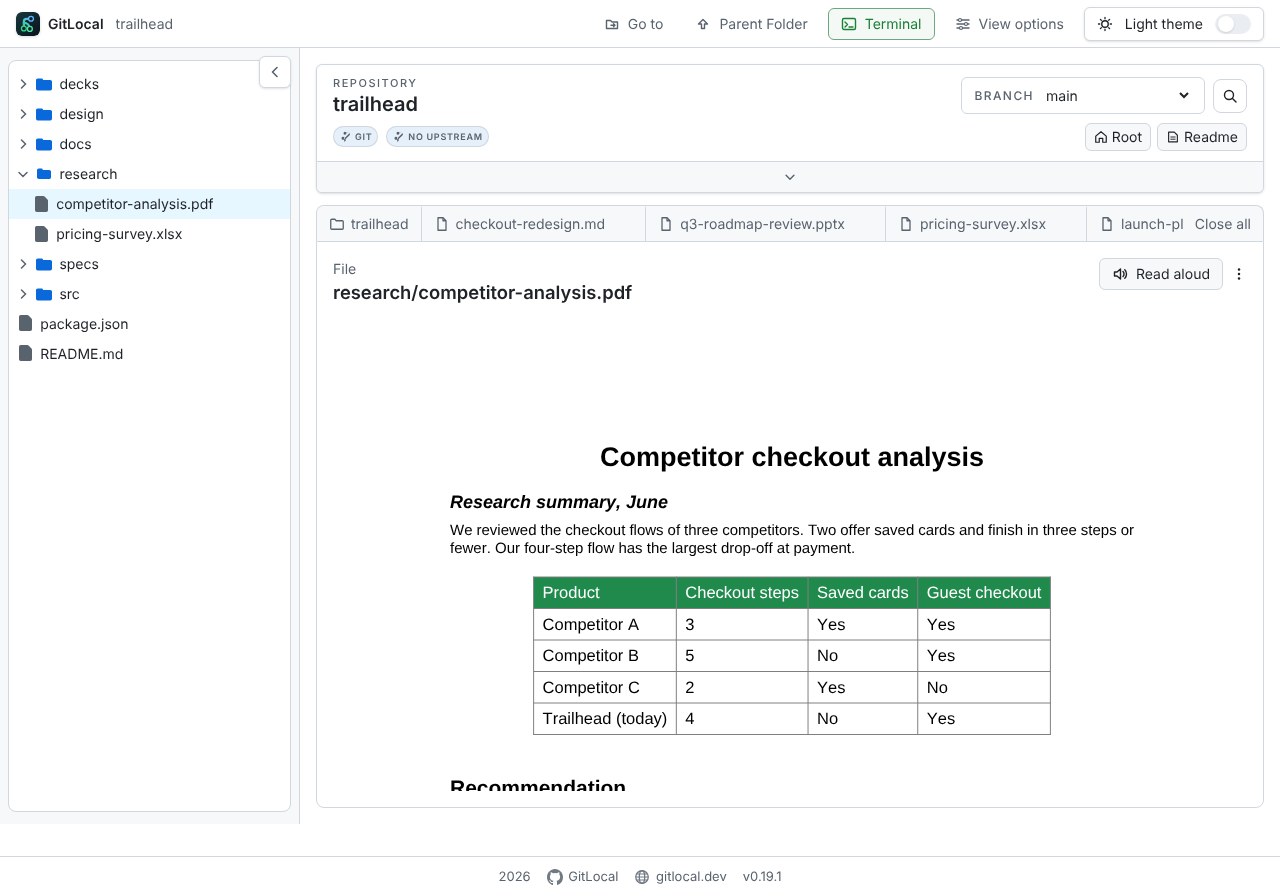 GitLocal trailhead Go to Parent Folder Terminal View options Light theme
decks
design
docs
research
competitor-analysis.pdf
pricing-survey.xlsx
specs
src
package.json
README.md
REPOSITORY
trailhead
GIT NO UPSTREAM
BRANCH main
Root Readme
trailhead checkout-redesign.md q3-roadmap-review.pptx pricing-survey.xlsx launch-pl Close all
File
research/competitor-analysis.pdf
Read aloud
Competitor checkout analysis
Research summary, June
We reviewed the checkout flows of three competitors. Two offer saved cards and finish in three steps or
fewer. Our four-step flow has the largest drop-off at payment.
Product Checkout steps Saved cards Guest checkout
Competitor A 3 Yes Yes
Competitor B 5 No Yes
Competitor C 2 Yes No
Trailhead (today) 4 No Yes
Recommendation
2026 GitLocal gitlocal.dev v0.19.1